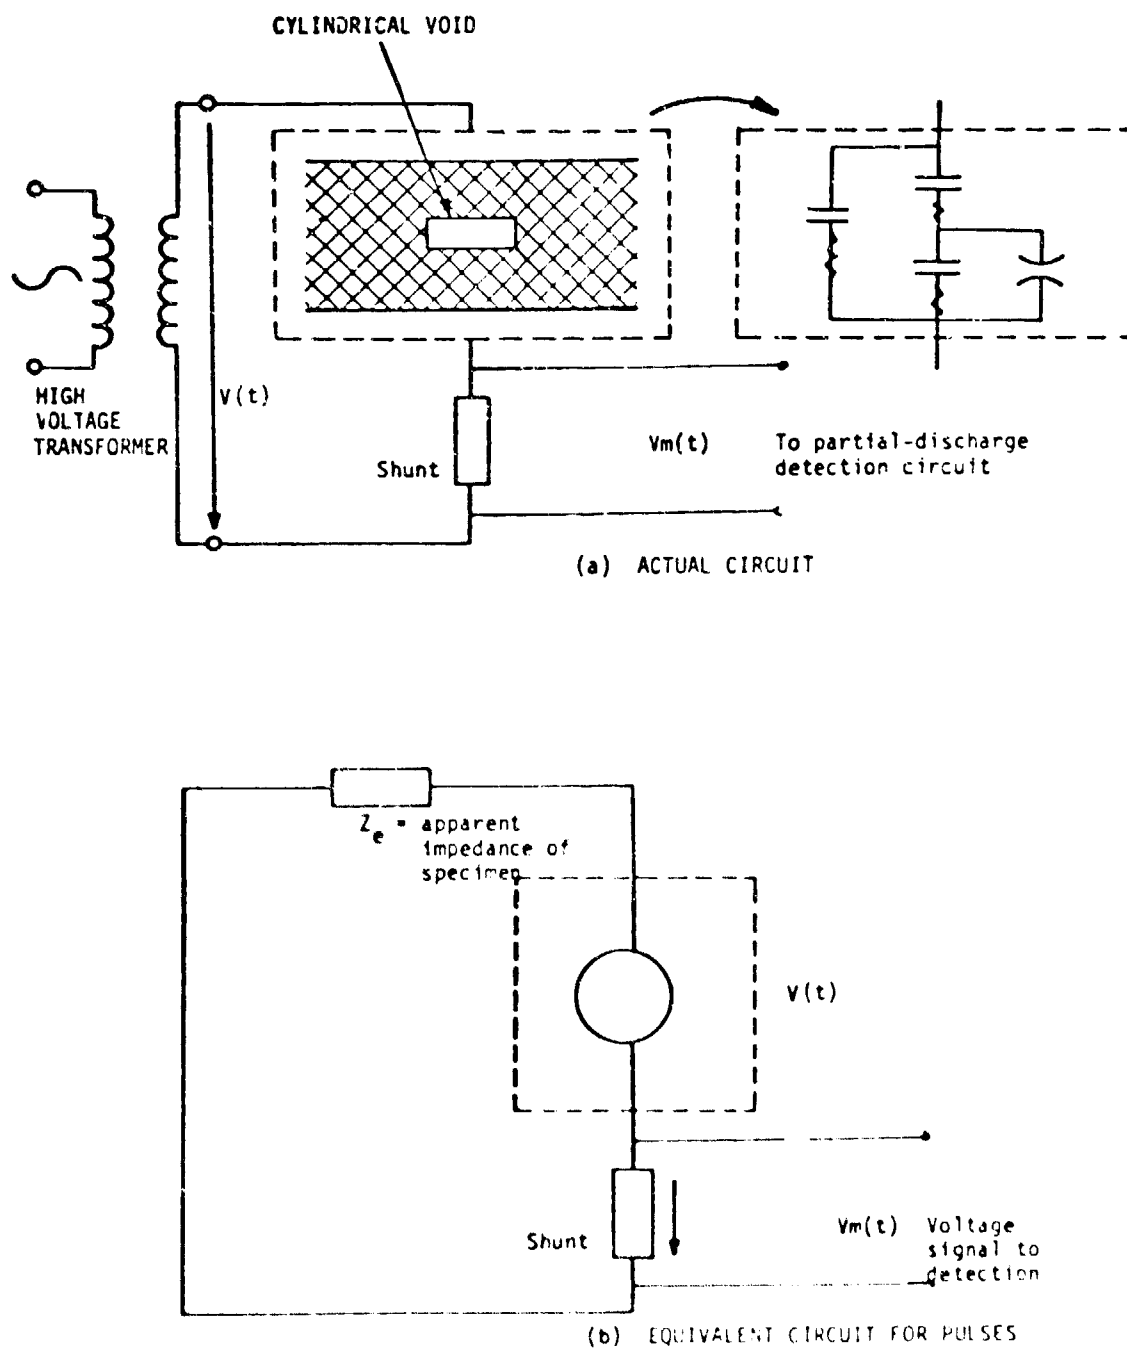 CYLINDRICAL VOID
HIGH
VOLTAGE
TRANSFORMER
V(t)
Shunt
Vm(t)
To partial-discharge
detection circuit
(a) ACTUAL CIRCUIT
Ze = apparent
impedance of
specimen
V(t)
Shunt
Vm(t)
Voltage
signal to
detection
(b) EQUIVALENT CIRCUIT FOR PULSES